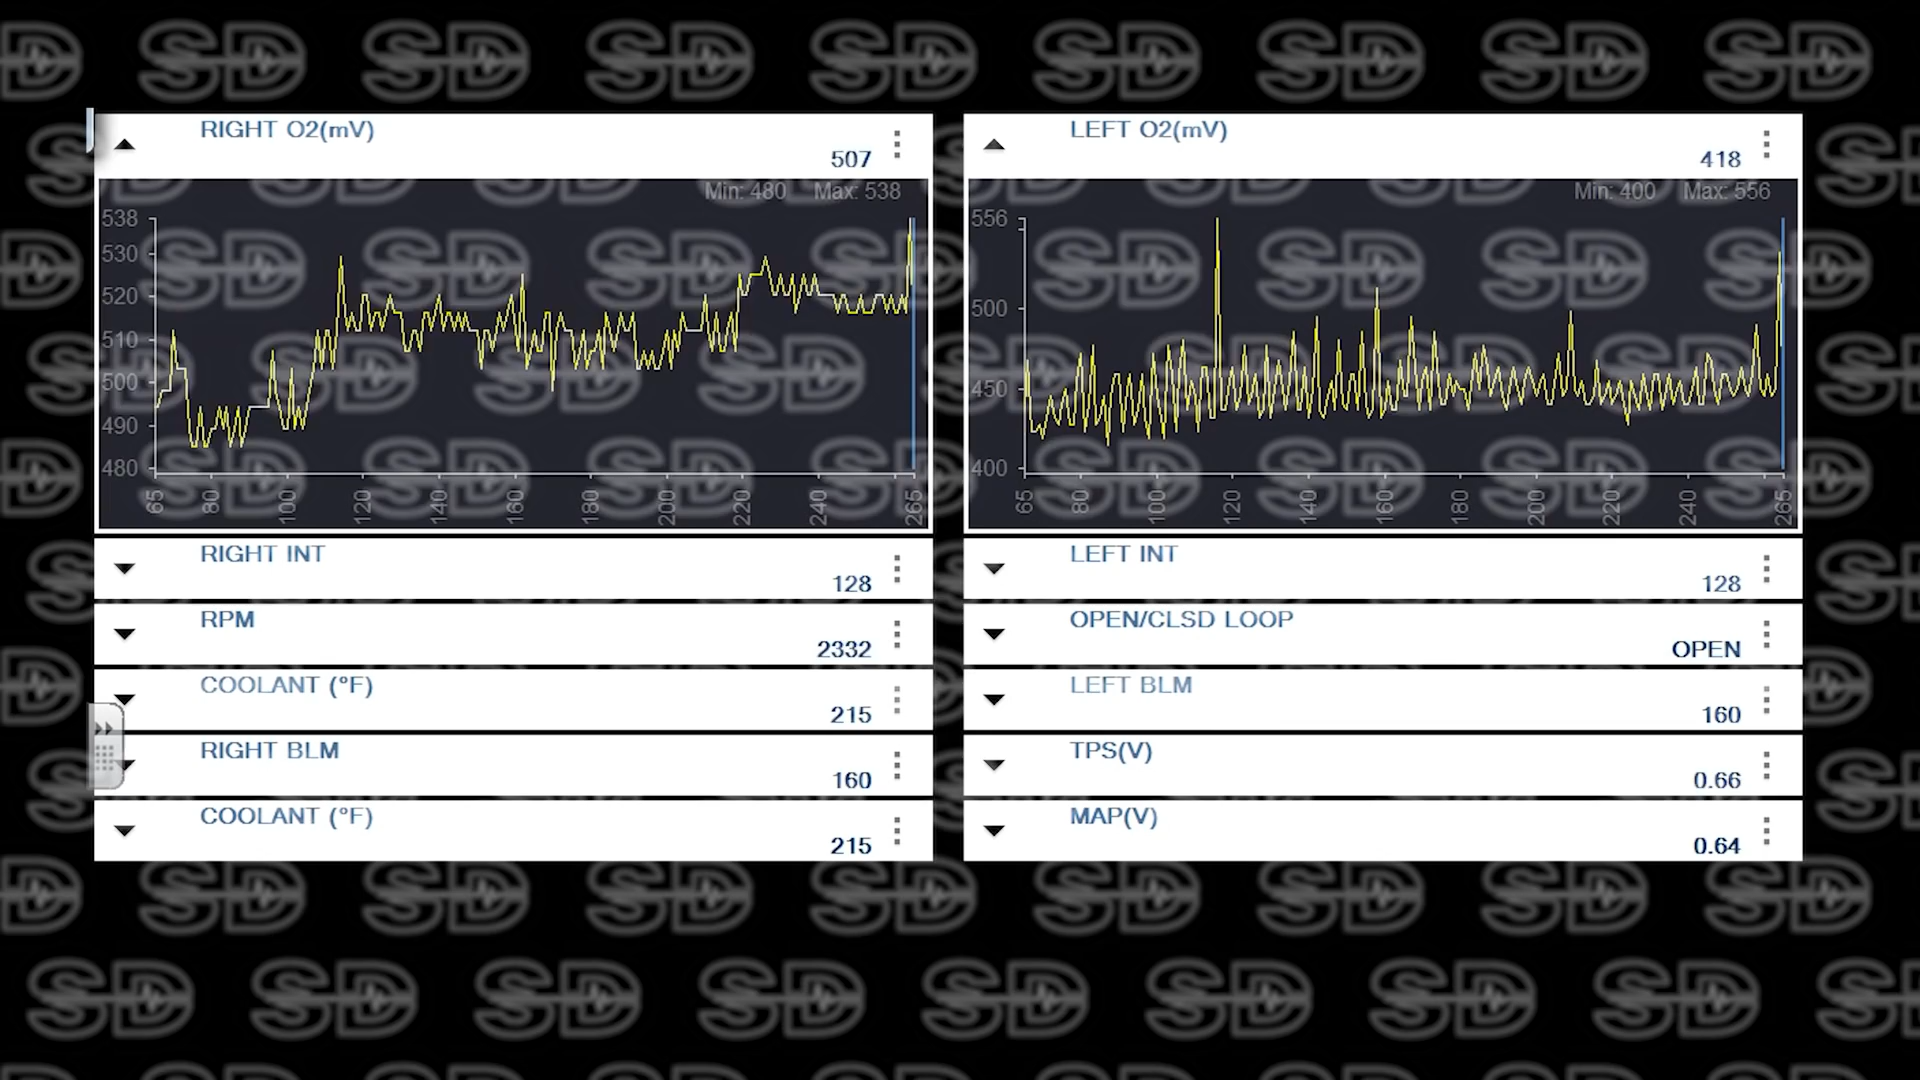 RIGHT O2(mV)
507
Min: 480 Max: 538
538
530
520
510
500
490
480
65 80 100 120 140 160 180 200 220 240 265
LEFT O2(mV)
418
Min: 400 Max: 556
556
500
450
400
65 80 100 120 140 160 180 200 220 240 265
RIGHT INT
128
LEFT INT
128
RPM
2332
OPEN/CLSD LOOP
OPEN
COOLANT (°F)
215
LEFT BLM
160
RIGHT BLM
160
TPS(V)
0.66
COOLANT (°F)
215
MAP(V)
0.64